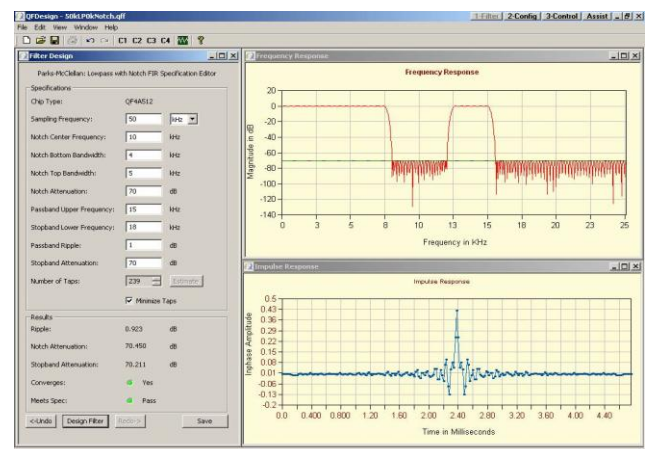 QFDesign - 50k1P0kNotch.qff
1-Filter 2-Config 3-Control Assist
File Edit View Window Help
C1 C2 C3 C4
Filter Design
Parks-McClellan: Lowpass with Notch FIR Specification Editor
Specifications
Chip Type: QF4A512
Sampling Frequency: 50 kHz
Notch Center Frequency: 10 kHz
Notch Bottom Bandwidth: 4 kHz
Notch Top Bandwidth: 5 kHz
Notch Attenuation: 70 dB
Passband Upper Frequency: 15 kHz
Stopband Lower Frequency: 18 kHz
Passband Ripple: 1 dB
Stopband Attenuation: 70 dB
Number of Taps: 239 Estimate
Minimize Taps
Results
Ripple: 0.923 dB
Notch Attenuation: 70.450 dB
Stopband Attenuation: 70.211 dB
Converges: Yes
Meets Spec: Pass
<-Undo Design Filter Redo-> Save
Frequency Response
Frequency Response
Magnitude in dB
20
0
-20
-40
-60
-80
-100
-120
-140
0 3 5 8 10 13 15 18 20 23 25
Frequency in KHz
Impulse Response
Impulse Response
Inphase Amplitude
0.5
0.43
0.36
0.29
0.22
0.15
0.08
0.01
-0.06
-0.13
-0.2
0.0 0.400 0.800 1.20 1.60 2.00 2.40 2.80 3.20 3.60 4.00 4.40
Time in Milliseconds